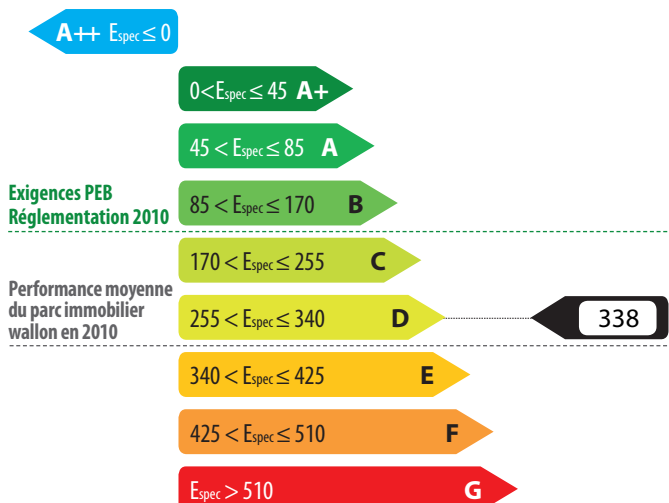 A++ Espec ≤ 0
0<Espec ≤ 45 A+
45 < Espec ≤ 85 A
Exigences PEB
Réglementation 2010
85 < Espec ≤ 170 B
170 < Espec ≤ 255 C
Performance moyenne
du parc immobilier
wallon en 2010
255 < Espec ≤ 340 D
338
340 < Espec ≤ 425 E
425 < Espec ≤ 510 F
Espec > 510 G